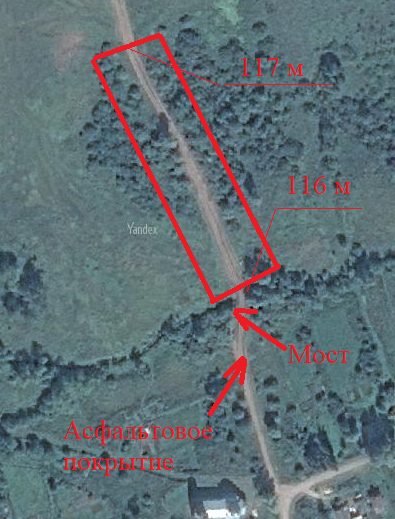 117 м
116 м
Yandex
Мост
Асфальтовое
покрытие